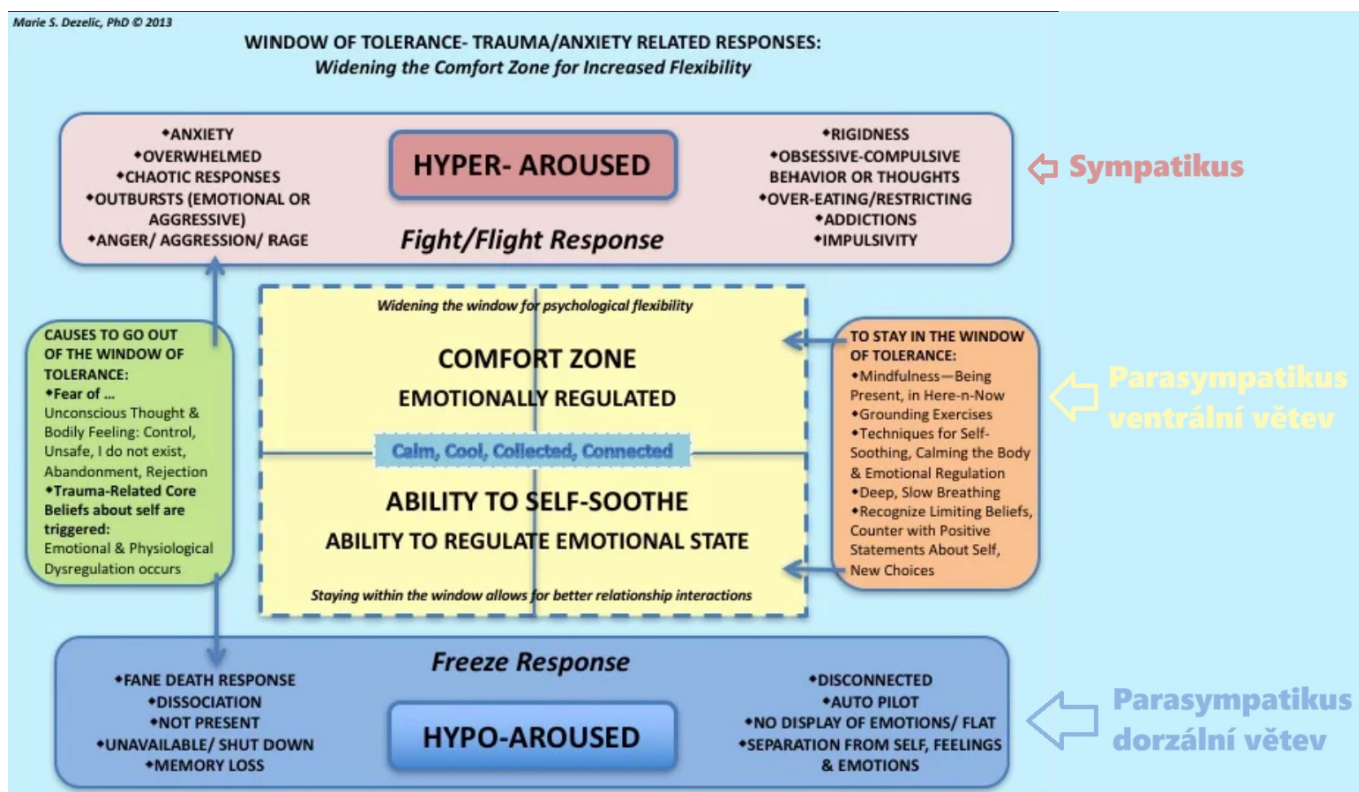 Marie S. Dezelic, PhD © 2013
WINDOW OF TOLERANCE- TRAUMA/ANXIETY RELATED RESPONSES:
Widening the Comfort Zone for Increased Flexibility
◆ANXIETY
◆OVERWHELMED
◆CHAOTIC RESPONSES
◆OUTBURSTS (EMOTIONAL OR
AGGRESSIVE)
◆ANGER/ AGGRESSION/ RAGE
HYPER- AROUSED
Fight/Flight Response
◆RIGIDNESS
◆OBSESSIVE-COMPULSIVE
BEHAVIOR OR THOUGHTS
◆OVER-EATING/RESTRICTING
◆ADDICTIONS
◆IMPULSIVITY
Sympatikus
CAUSES TO GO OUT
OF THE WINDOW OF
TOLERANCE:
◆Fear of …
Unconscious Thought &
Bodily Feeling: Control,
Unsafe, I do not exist,
Abandonment, Rejection
◆Trauma-Related Core
Beliefs about self are
triggered:
Emotional & Physiological
Dysregulation occurs
Widening the window for psychological flexibility
COMFORT ZONE
EMOTIONALLY REGULATED
Calm, Cool, Collected, Connected
ABILITY TO SELF-SOOTHE
ABILITY TO REGULATE EMOTIONAL STATE
Staying within the window allows for better relationship interactions
TO STAY IN THE WINDOW
OF TOLERANCE:
◆Mindfulness—Being
Present, in Here-n-Now
◆Grounding Exercises
◆Techniques for Self-
Soothing, Calming the Body
& Emotional Regulation
◆Deep, Slow Breathing
◆Recognize Limiting Beliefs,
Counter with Positive
Statements About Self,
New Choices
Parasympatikus
ventrální větev
Freeze Response
◆FANE DEATH RESPONSE
◆DISSOCIATION
◆NOT PRESENT
◆UNAVAILABLE/ SHUT DOWN
◆MEMORY LOSS
HYPO-AROUSED
◆DISCONNECTED
◆AUTO PILOT
◆NO DISPLAY OF EMOTIONS/ FLAT
◆SEPARATION FROM SELF, FEELINGS
& EMOTIONS
Parasympatikus
dorzální větev